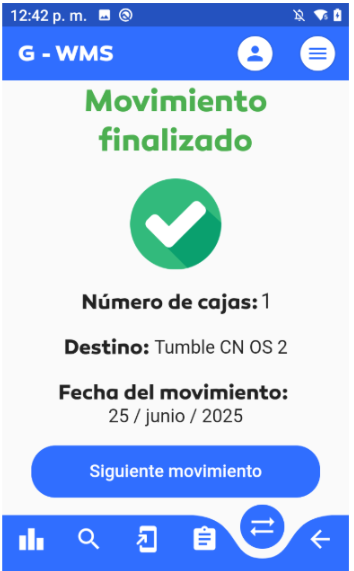 12:42 p. m.
G - WMS
Movimiento
finalizado
Número de cajas: 1
Destino: Tumble CN OS 2
Fecha del movimiento:
25 / junio / 2025
Siguiente movimiento